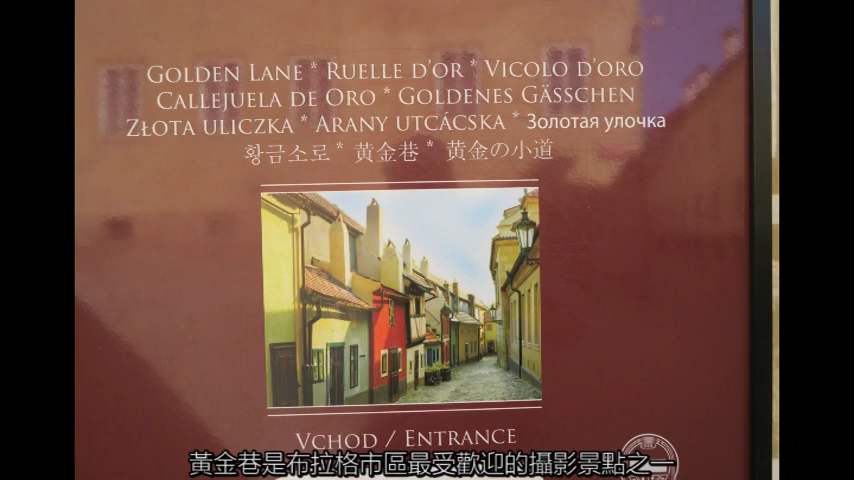 GOLDEN LANE * RUELLE D'OR * VICOLO D'ORO
CALLEJUELA DE ORO * GOLDENES GÄSSCHEN
ZŁOTA ULICZKA * ARANY UTCÁCSKA * Золотая улочка
황금소로 * 黄金巷 * 黄金の小道
VCHOD / ENTRANCE
黃金巷是布拉格市區最受歡迎的攝影景點之一